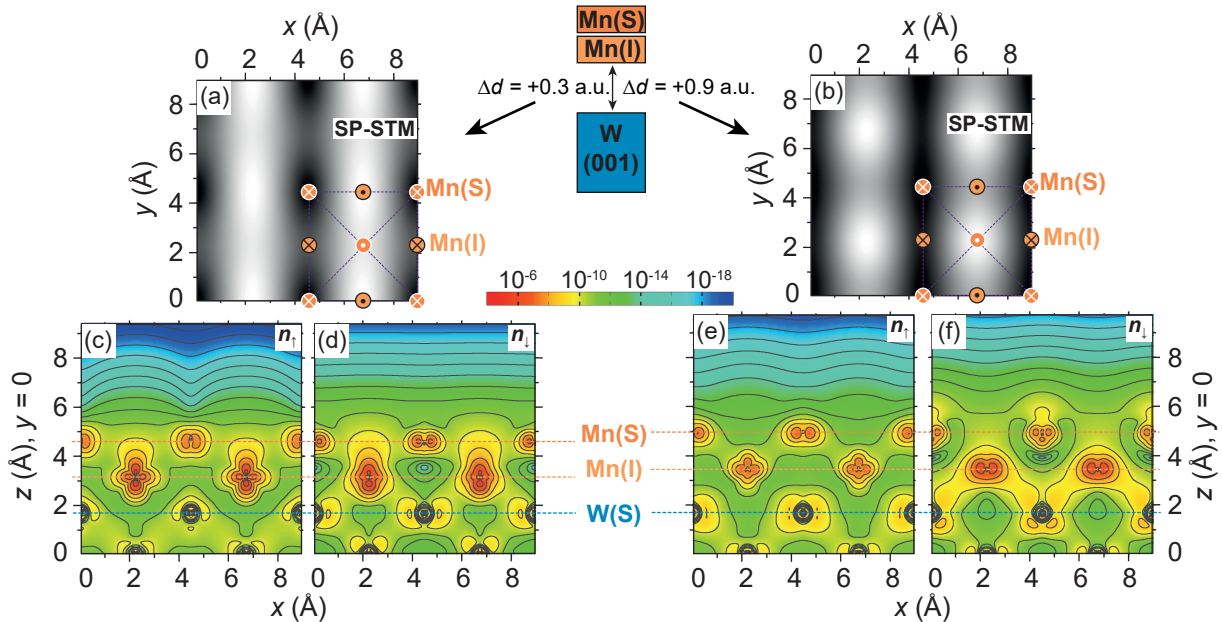 x (Å)
0 2 4 6 8
Mn(S)
Mn(I)
x (Å)
0 2 4 6 8
Δd = +0.3 a.u.
Δd = +0.9 a.u.
W
(001)
(a)
SP-STM
y (Å)
8
6
4
2
0
Mn(S)
Mn(I)
(b)
SP-STM
y (Å)
8
6
4
2
0
Mn(S)
Mn(I)
10-6 10-10 10-14 10-18
(c)
n↑
(d)
n↓
(e)
n↑
(f)
n↓
z (Å), y = 0
8
6
4
2
0
Mn(S)
Mn(I)
W(S)
8
6
4
2
0
z (Å), y = 0
0 2 4 6 8
0 2 4 6 8
0 2 4 6 8
0 2 4 6 8
x (Å)
x (Å)